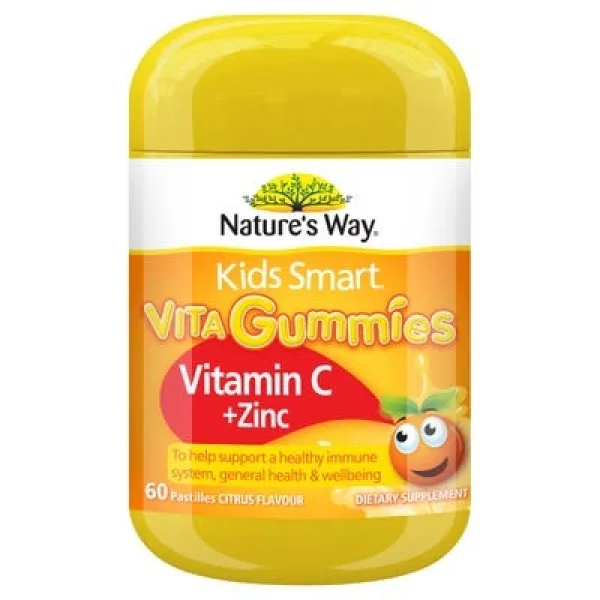 Nature's Way®
Kids Smart™
VITA Gummies
Vitamin C
+Zinc
To help support a healthy immune
system, general health & wellbeing
60 Pastilles CITRUS FLAVOUR
DIETARY SUPPLEMENT